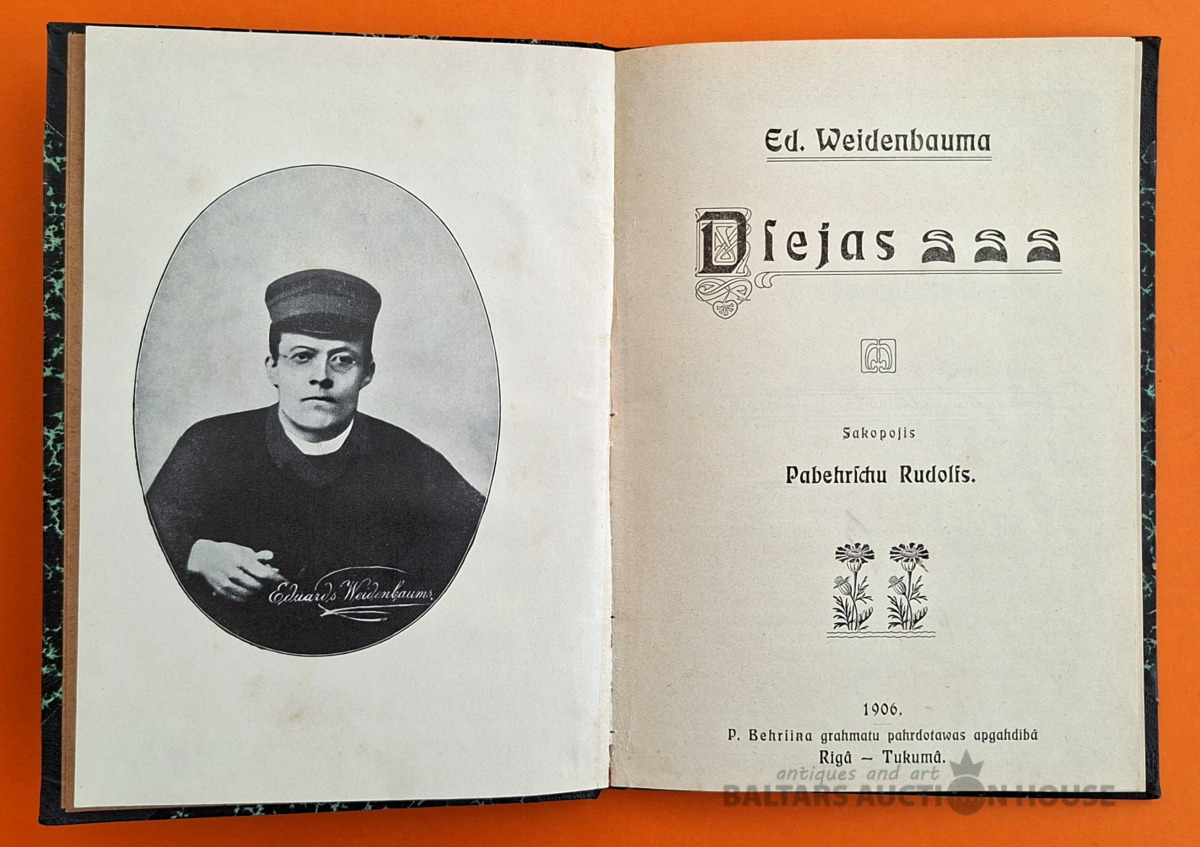 Eduards Weidenbaums
Ed. Weidenbauma
Dſejas
Sakopojis
Pabehrſchu Rudolfs.
1906.
P. Behrſiņa grahmatu pahrdotawas apgahdibâ
Rigâ – Tukumâ.
antiques and art
BALTARS AUCTION HOUSE